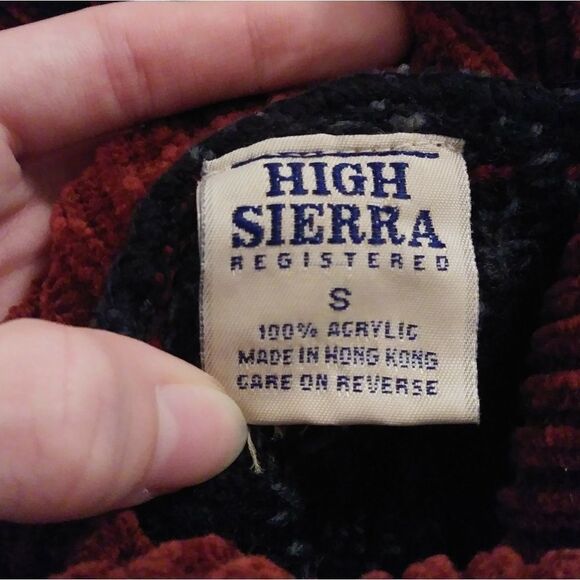 HIGH
SIERRA
REGISTERED
S
100% ACRYLIC
MADE IN HONG KONG
CARE ON REVERSE